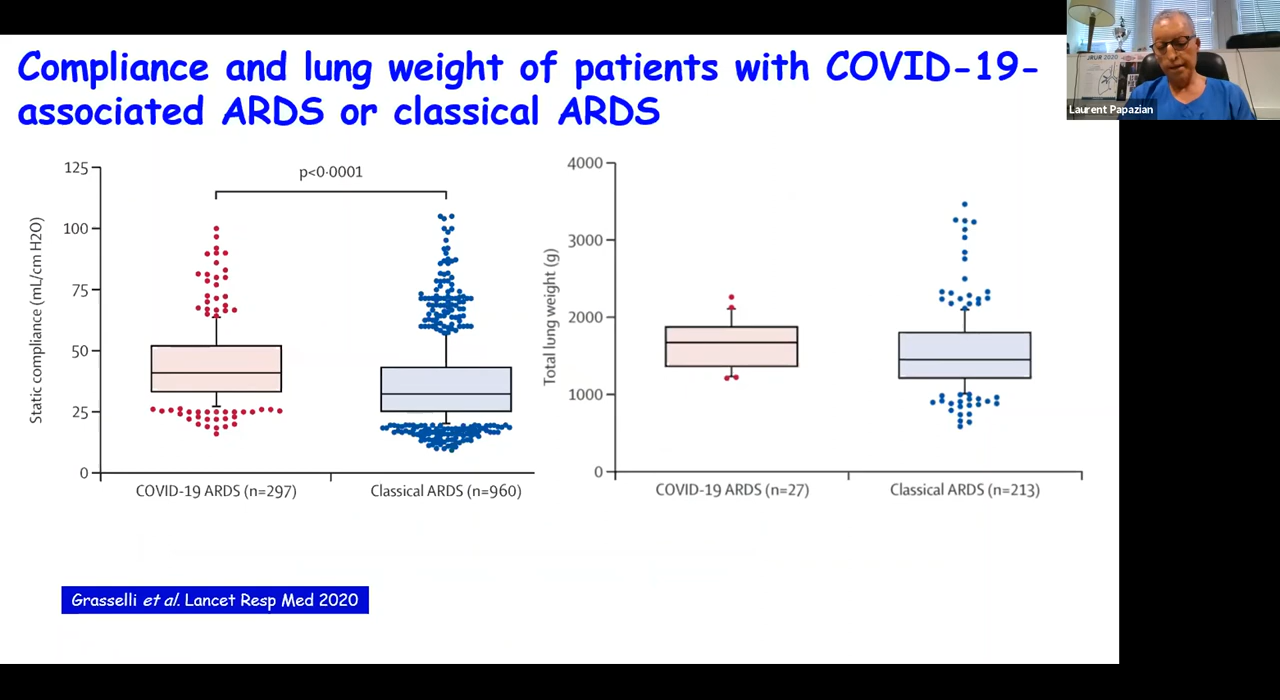 Compliance and lung weight of patients with COVID-19-
associated ARDS or classical ARDS
JRUR 2020
Laurent Papazian
Static compliance (mL/cm H2O)
125
100
75
50
25
0
p<0·0001
COVID-19 ARDS (n=297)
Classical ARDS (n=960)
Total lung weight (g)
4000
3000
2000
1000
0
COVID-19 ARDS (n=27)
Classical ARDS (n=213)
Grasselli et al. Lancet Resp Med 2020